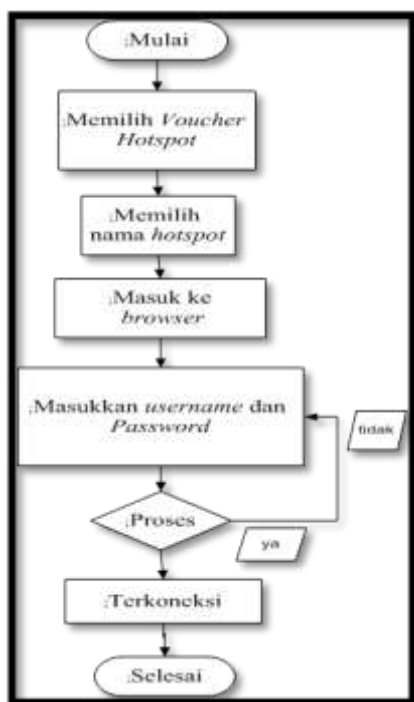 ;Mulai
;Memilih Voucher
Hotspot
;Memilih
nama hotspot
;Masuk ke
browser
;Masukkan username dan
Password
tidak
;Proses
ya
;Terkoneksi
;Selesai